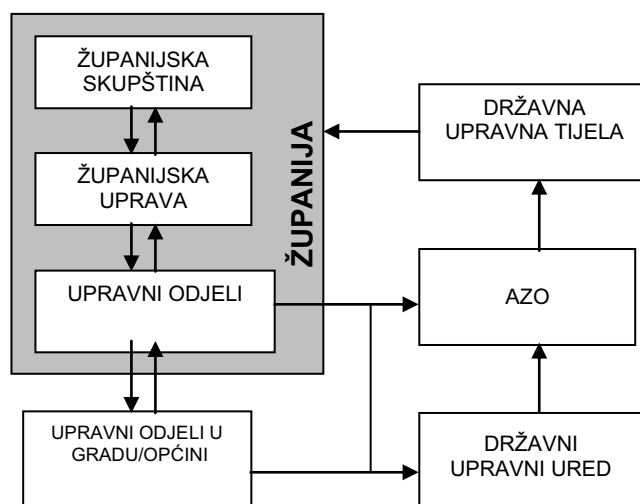 ŽUPANIJSKA
SKUPŠTINA
ŽUPANIJSKA
UPRAVA
UPRAVNI ODJELI
ŽUPANIJA
UPRAVNI ODJELI U
GRADU/OPĆINI
DRŽAVNA
UPRAVNA TIJELA
AZO
DRŽAVNI
UPRAVNI URED